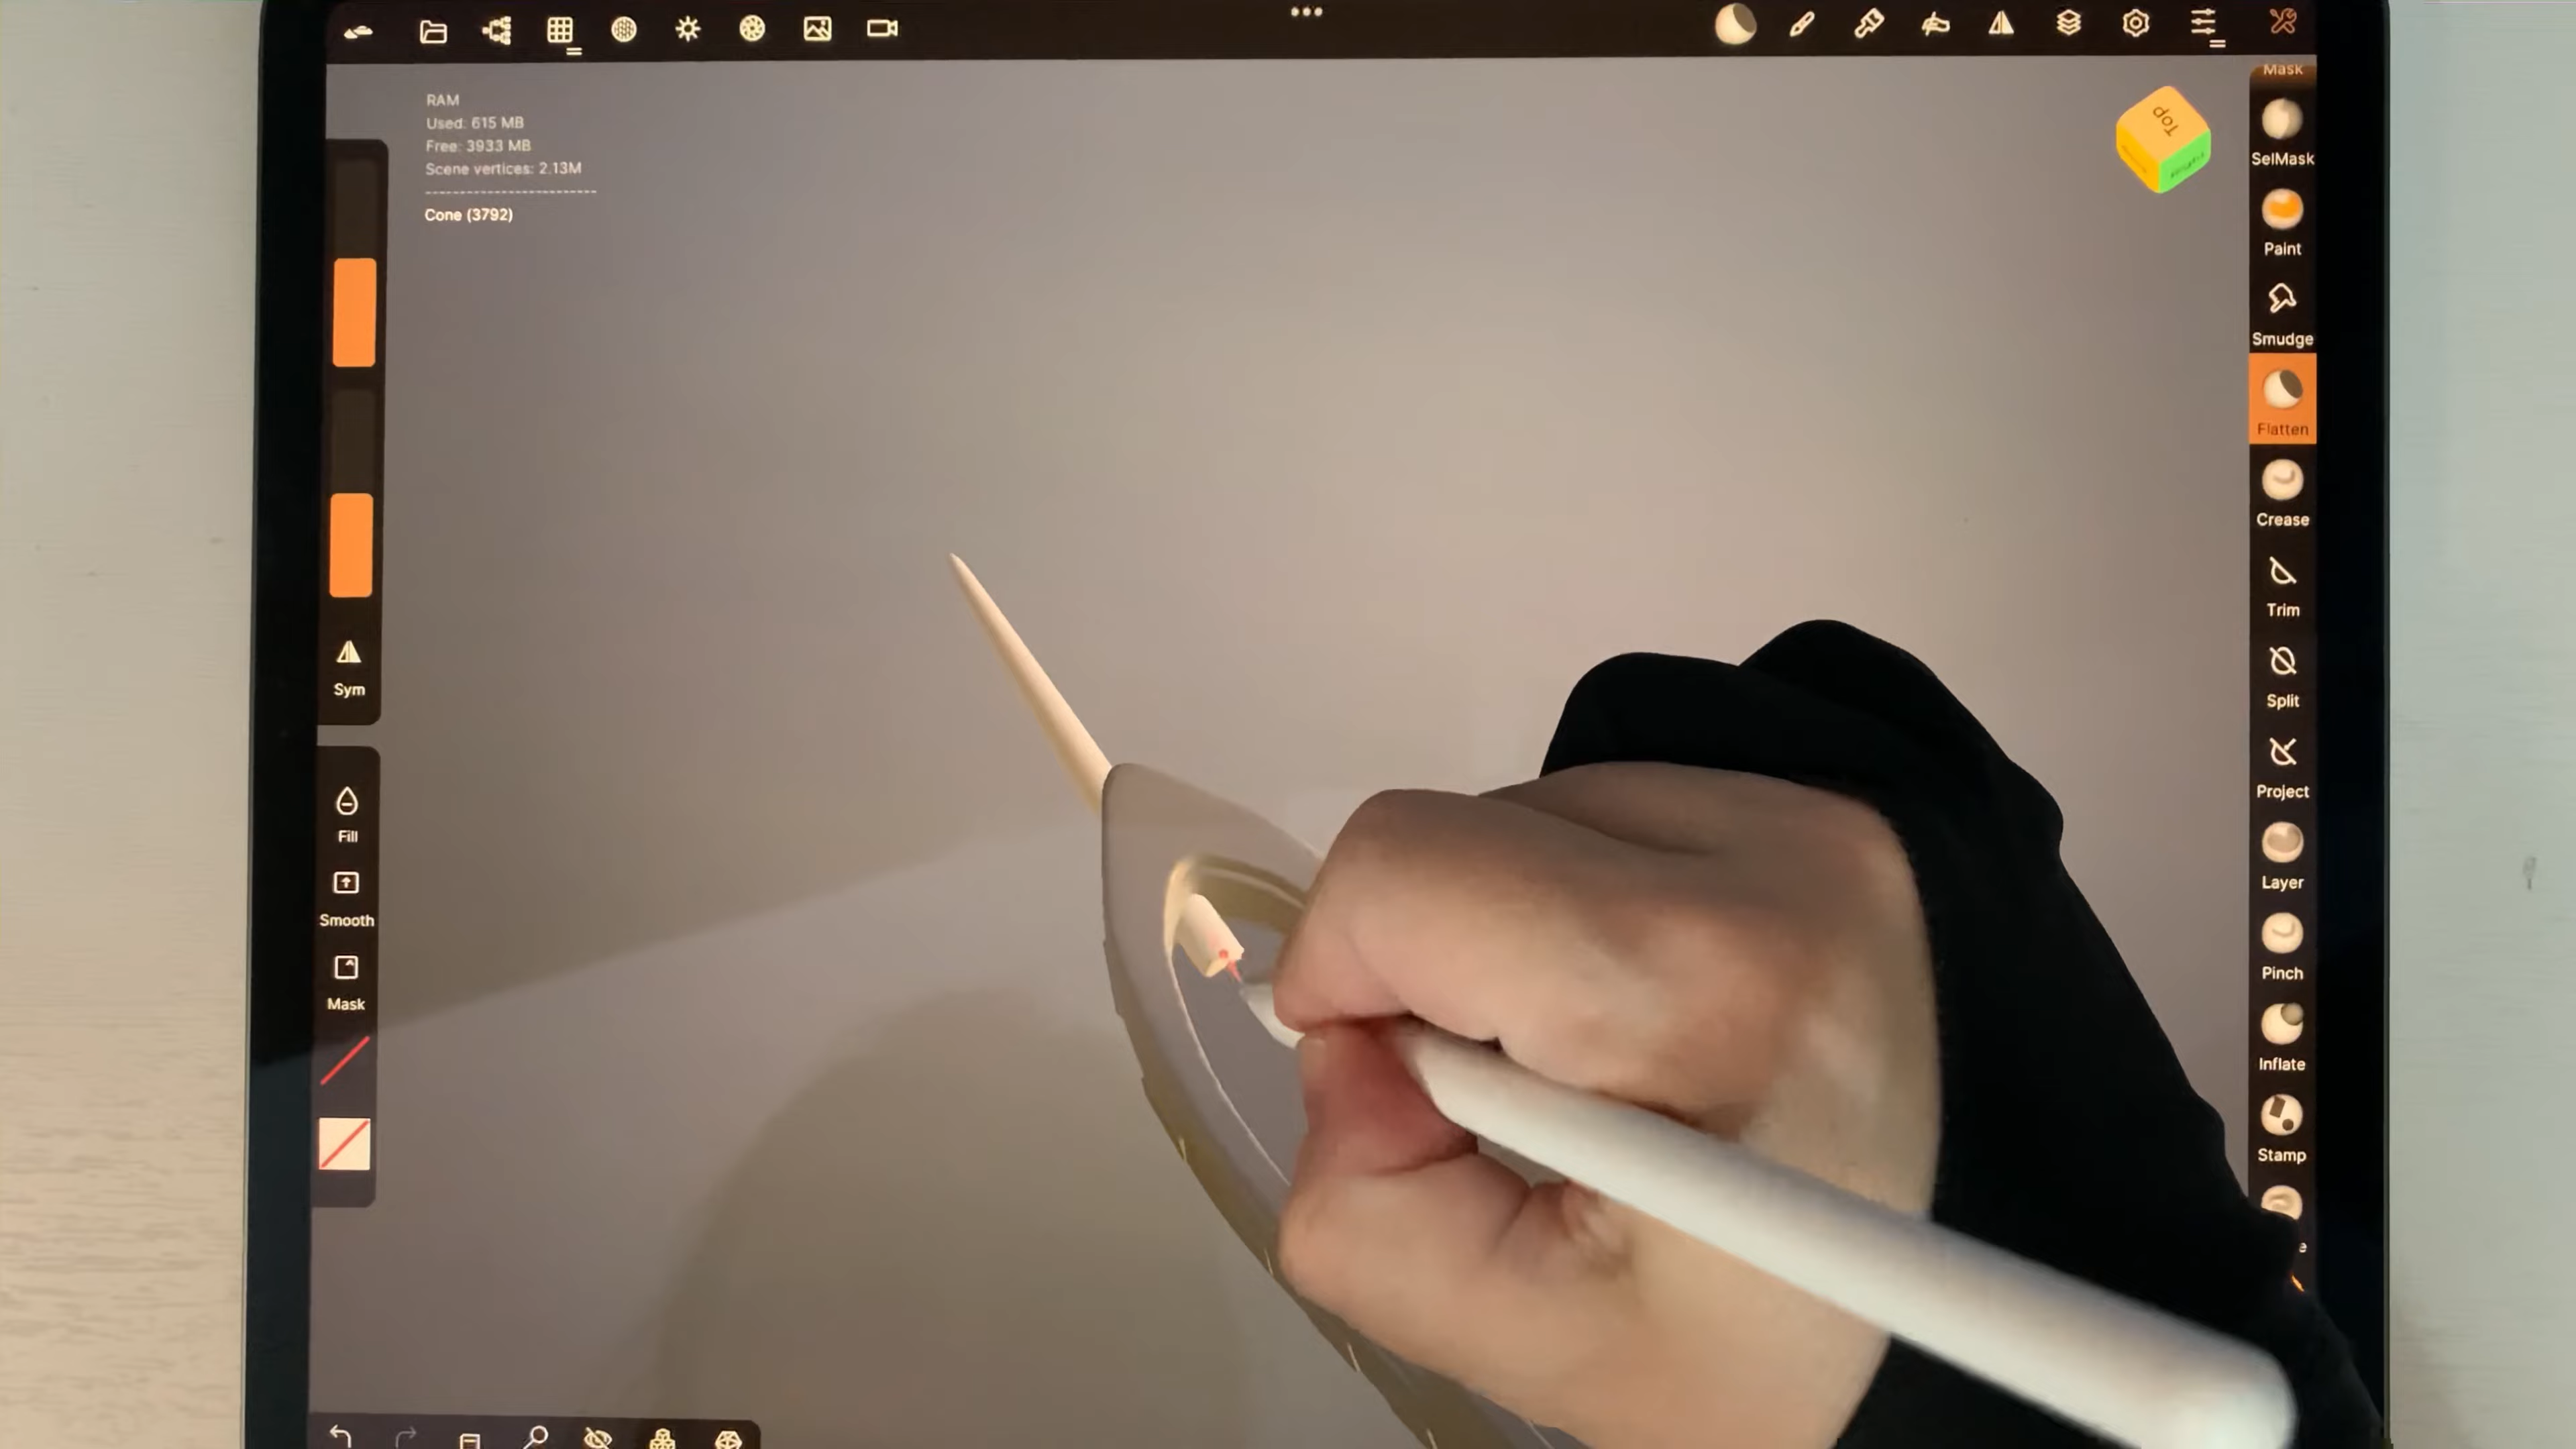 RAM
Used: 615 MB
Free: 3933 MB
Scene vertices: 2.13M
Cone (3792)
Top
Sym
Fill
Smooth
Mask
Mask
SelMask
Paint
Smudge
Flatten
Crease
Trim
Split
Project
Layer
Pinch
Inflate
Stamp